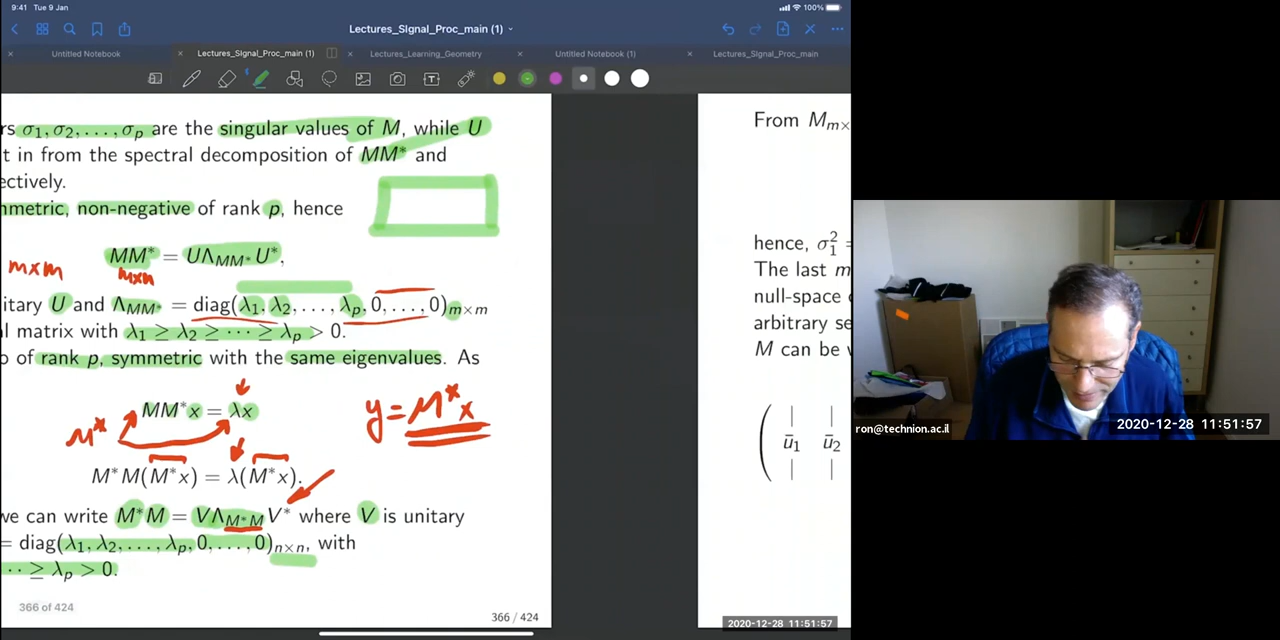 9:41 Tue 9 Jan
100%
Lectures_SIgnal_Proc_main (1)
Untitled Notebook
Lectures_SIgnal_Proc_main (1)
Lectures_Learning_Geometry
Untitled Notebook (1)
Lectures_SIgnal_Proc_main
rs σ1, σ2, . . . , σp are the singular values of M, while U
t in from the spectral decomposition of MM* and
ectively.
nmetric, non-negative of rank p, hence
MM* = UΛMM*U*,
m×m
m×m
itary U and ΛMM* = diag(λ1, λ2, . . . , λp, 0, . . . , 0)m×m
al matrix with λ1 ≥ λ2 ≥ · · · ≥ λp > 0.
o of rank p, symmetric with the same eigenvalues. As
MM*x = λx
M*
y = M*x
M*M(M*x) = λ(M*x).
we can write M*M = VΛM*MV* where V is unitary
= diag(λ1, λ2, . . . , λp, 0, . . . , 0)n×n, with
· · ≥ λp > 0.
366 of 424
366 / 424
From Mm×
hence, σ1² =
The last m
null-space
arbitrary se
M can be
| |
ū1 ū2
| |
2020-12-28 11:51:57
ron@technion.ac.il
2020-12-28 11:51:57